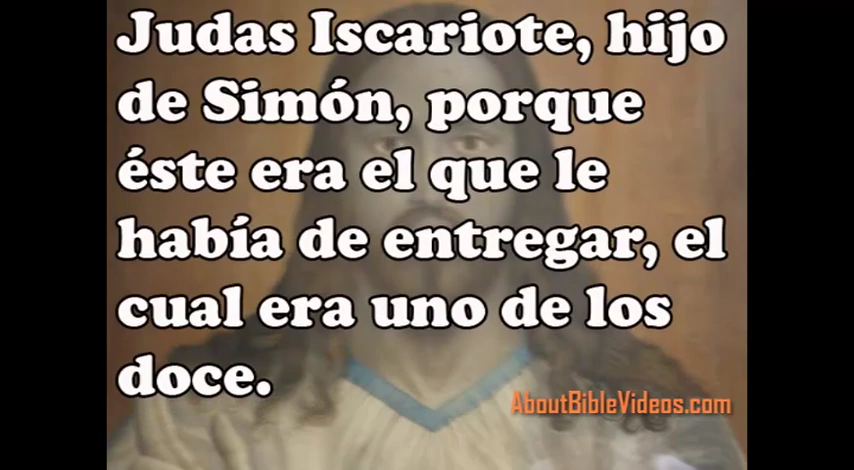 Judas Iscariote, hijo
de Simón, porque
éste era el que le
había de entregar, el
cual era uno de los
doce.
AboutBibleVideos.com